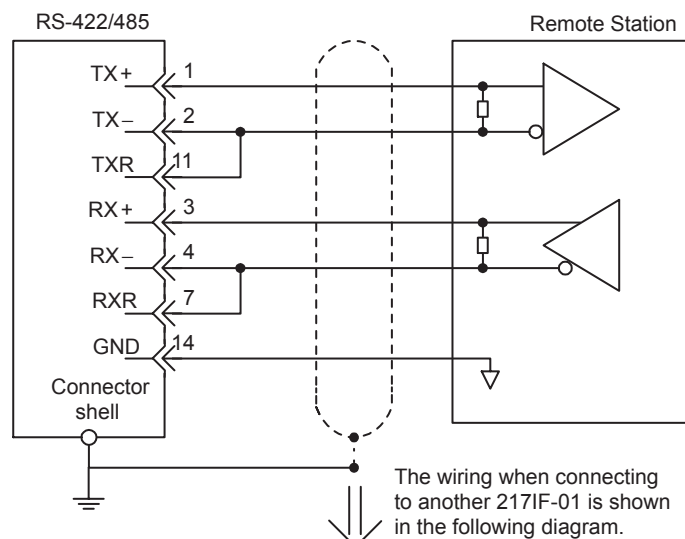 RS-422/485
Remote Station
TX+ 1
TX− 2
TXR 11
RX+ 3
RX− 4
RXR 7
GND 14
Connector
shell
The wiring when connecting
to another 217IF-01 is shown
in the following diagram.